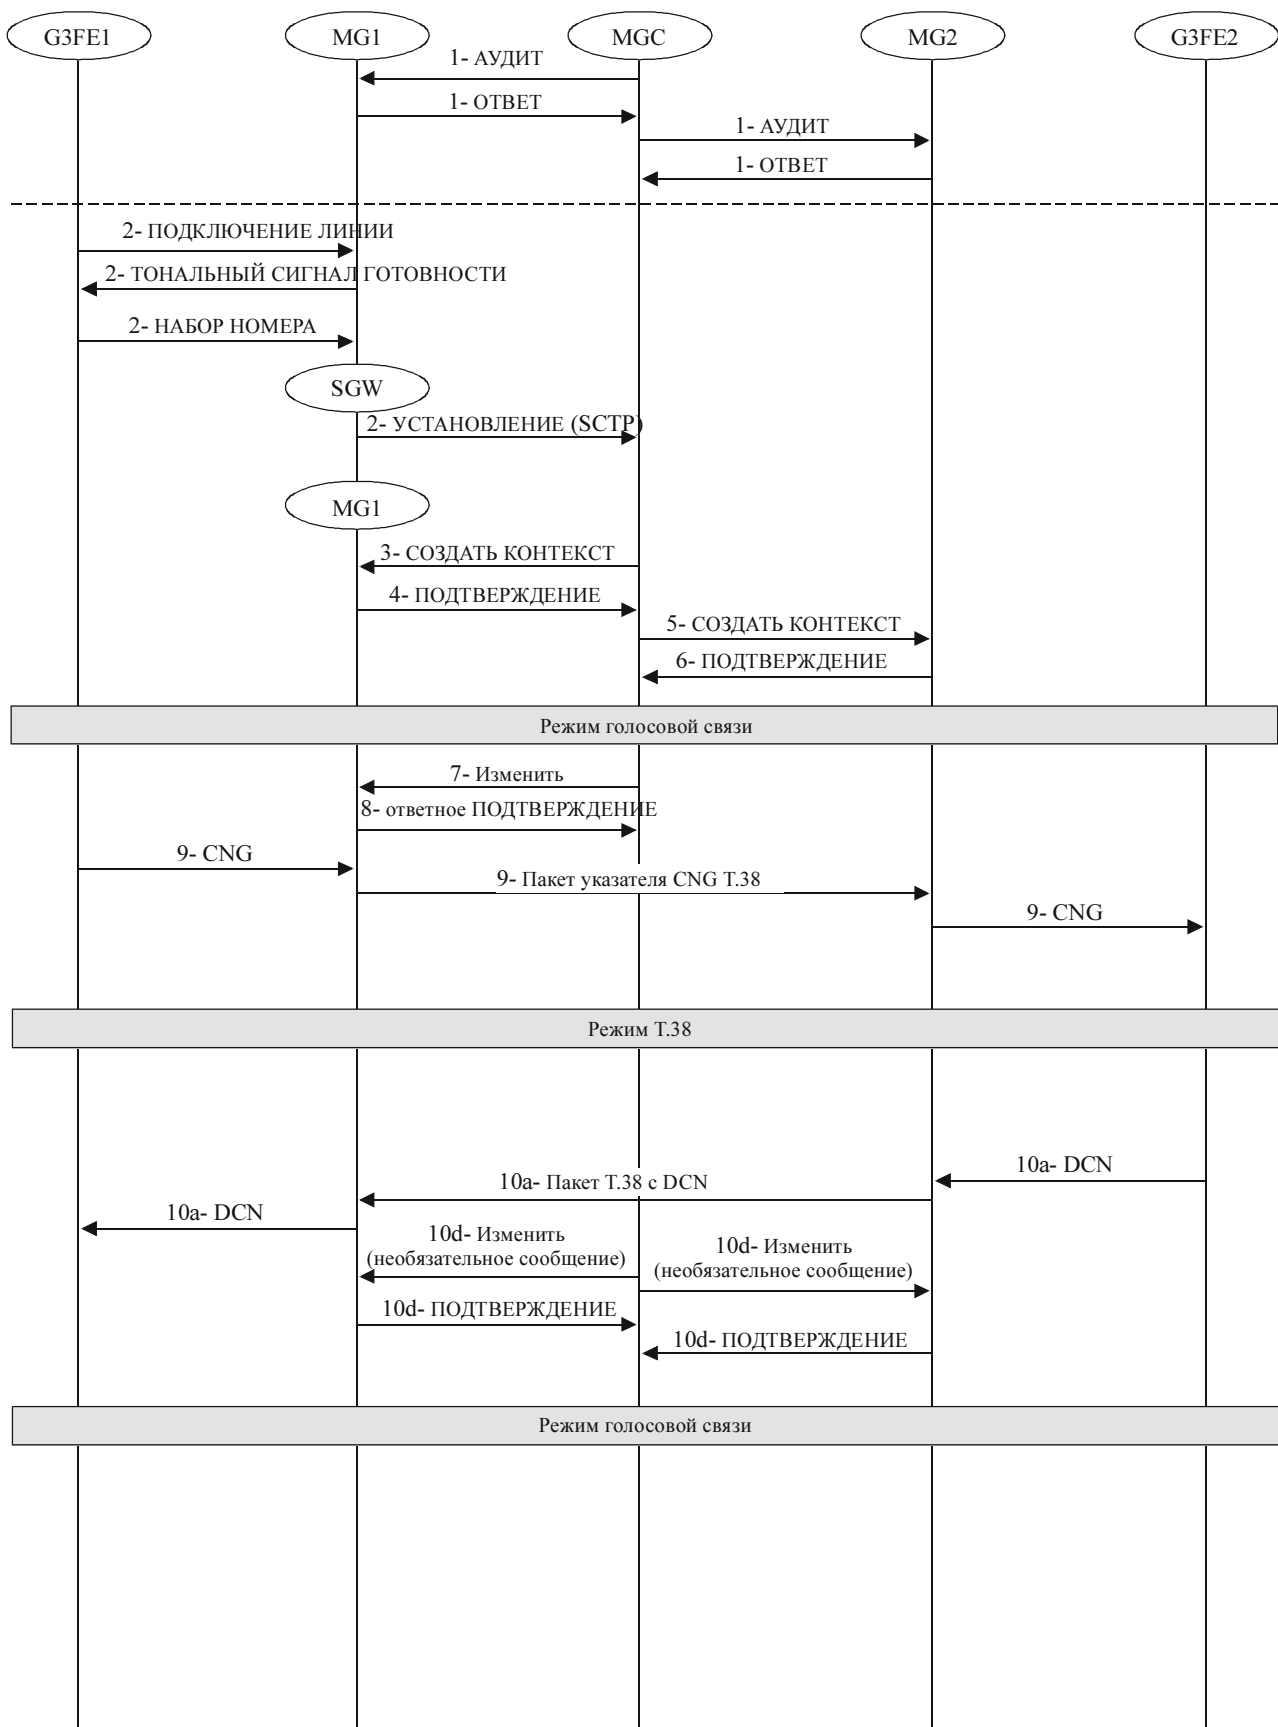 G3FE1
MG1
MGC
MG2
G3FE2
1- АУДИТ
1- ОТВЕТ
1- АУДИТ
1- ОТВЕТ
2- ПОДКЛЮЧЕНИЕ ЛИНИИ
2- ТОНАЛЬНЫЙ СИГНАЛ ГОТОВНОСТИ
2- НАБОР НОМЕРА
SGW
2- УСТАНОВЛЕНИЕ (SCTP)
MG1
3- СОЗДАТЬ КОНТЕКСТ
4- ПОДТВЕРЖДЕНИЕ
5- СОЗДАТЬ КОНТЕКСТ
6- ПОДТВЕРЖДЕНИЕ
Режим голосовой связи
7- Изменить
8- ответное ПОДТВЕРЖДЕНИЕ
9- CNG
9- Пакет указателя CNG T.38
9- CNG
Режим T.38
10a- DCN
10a- Пакет T.38 с DCN
10a- DCN
10d- Изменить
(необязательное сообщение)
10d- Изменить
(необязательное сообщение)
10d- ПОДТВЕРЖДЕНИЕ
10d- ПОДТВЕРЖДЕНИЕ
Режим голосовой связи